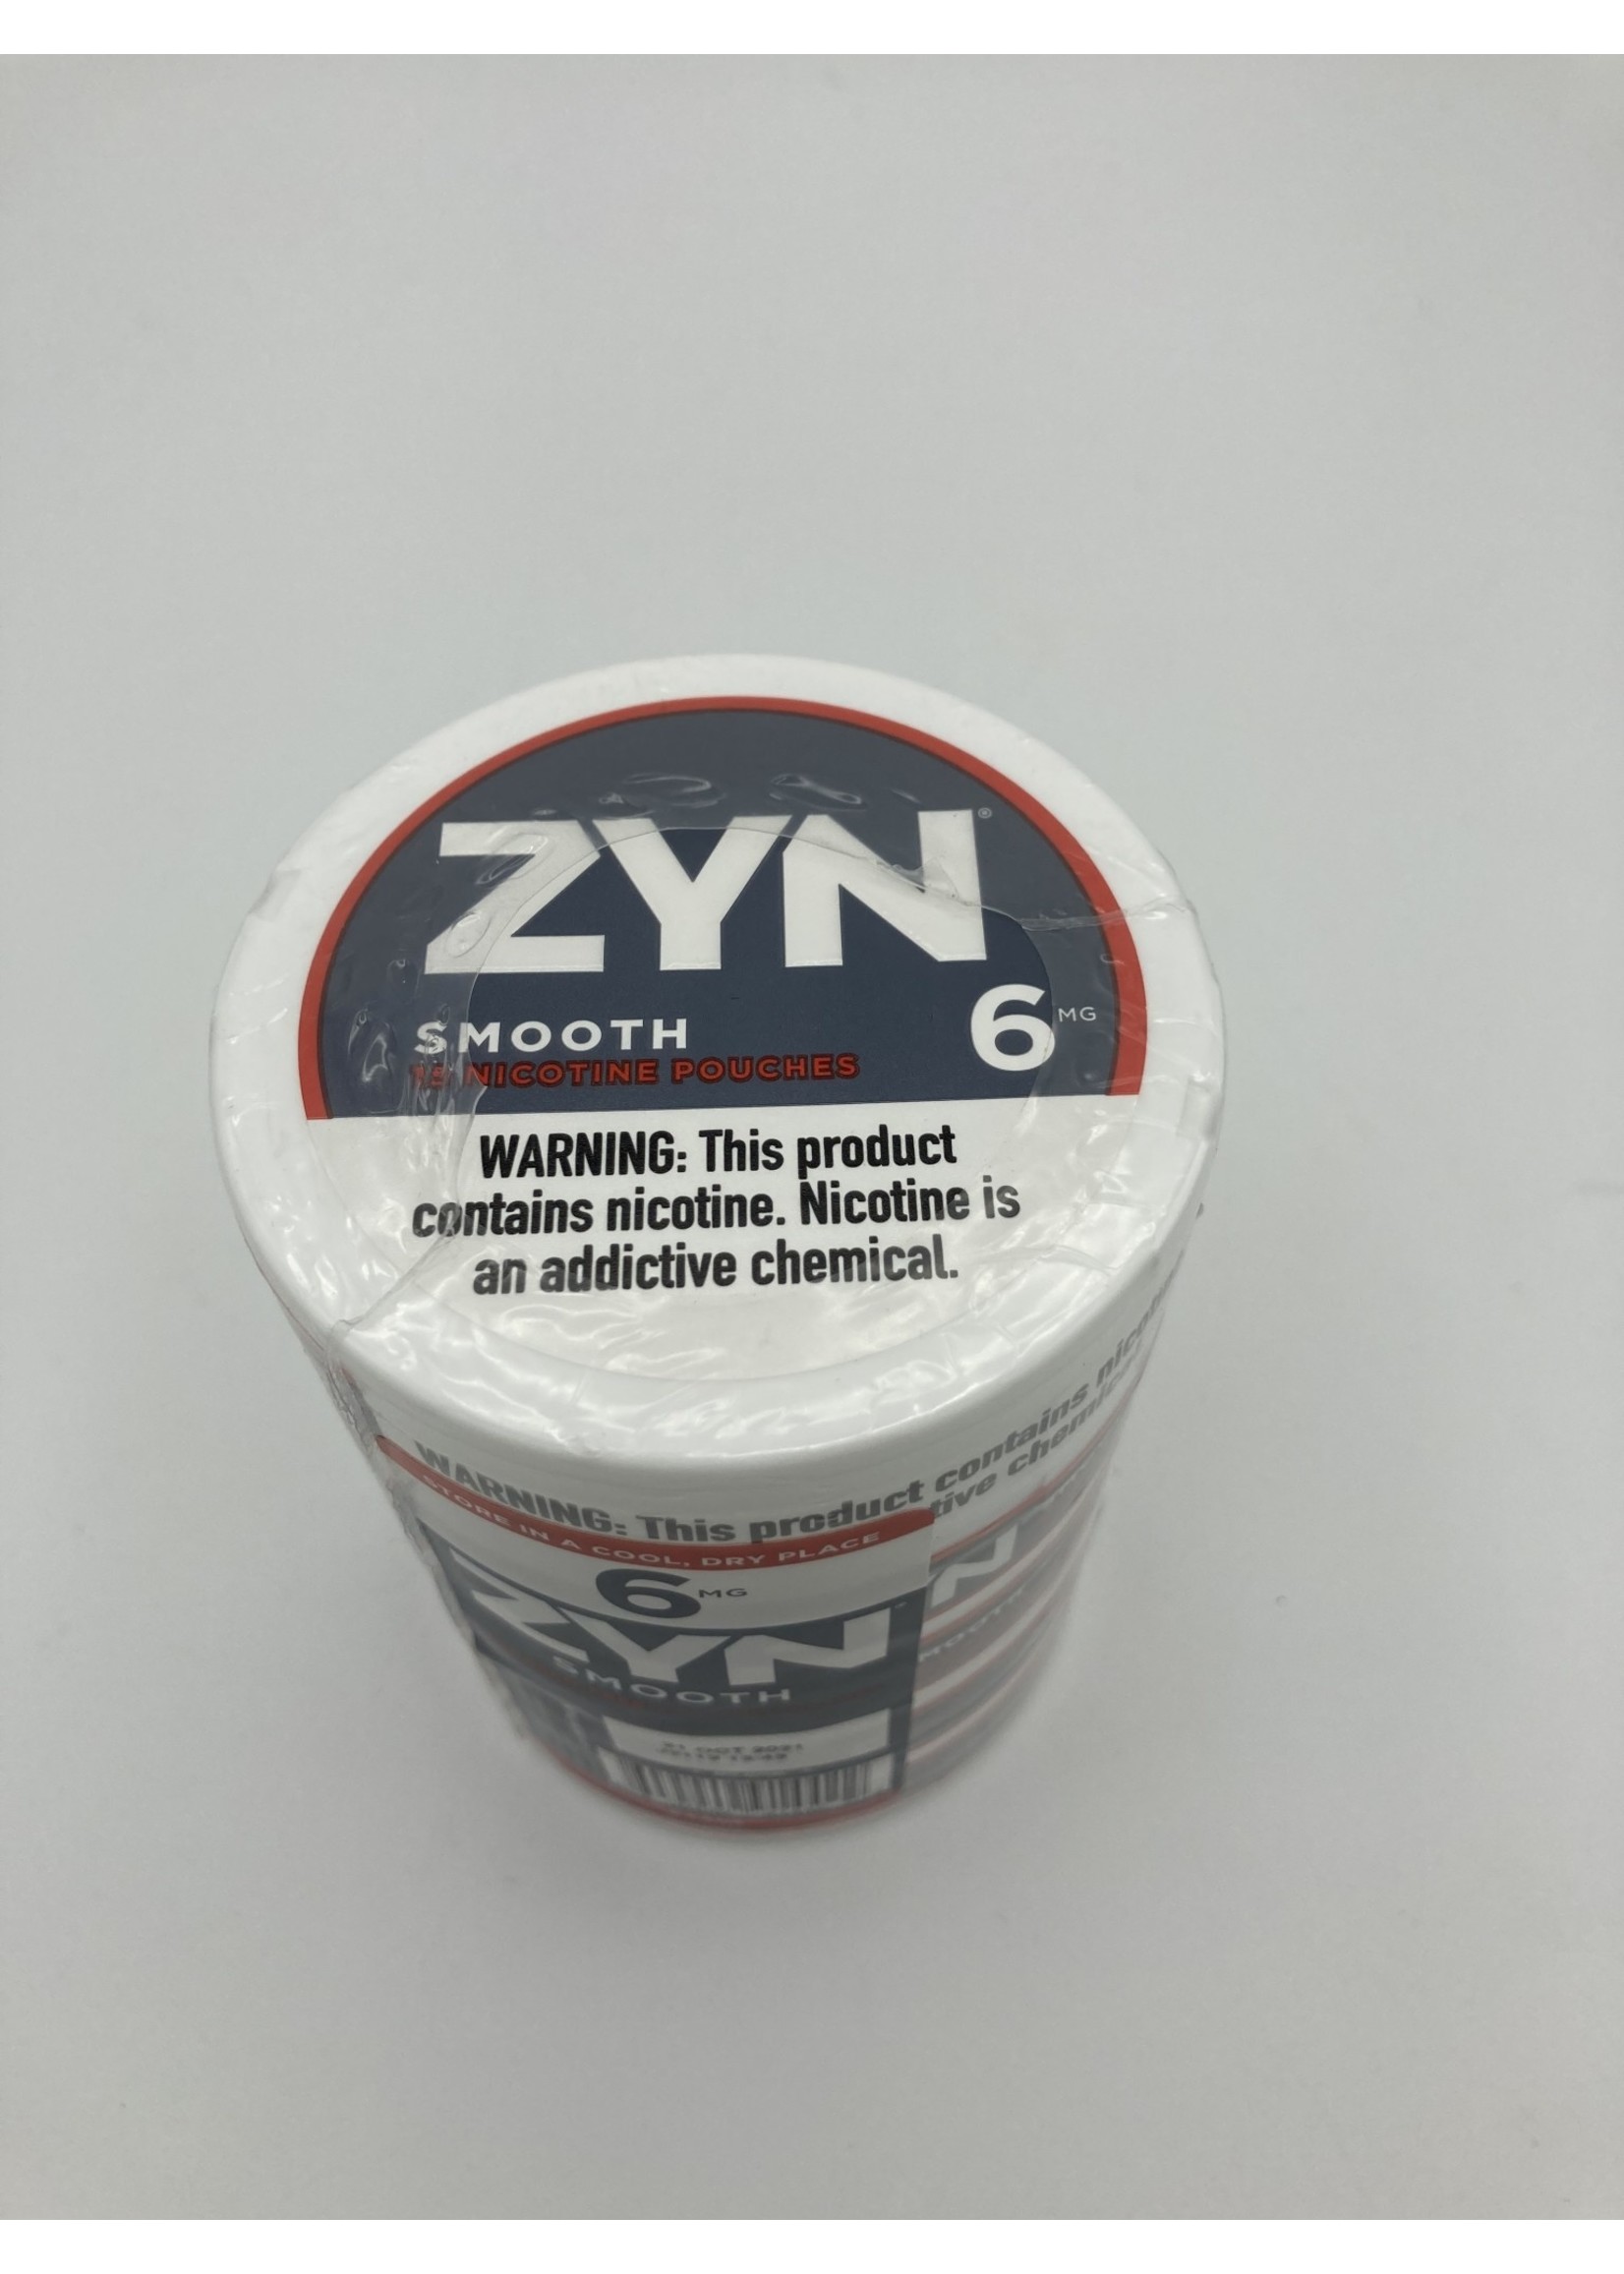 ZYN®
SMOOTH
6 MG
15 NICOTINE POUCHES
WARNING: This product
contains nicotine. Nicotine is
an addictive chemical.
WARNING: This product contains
STORE IN A COOL, DRY PLACE
6 MG
ZYN
SMOOTH